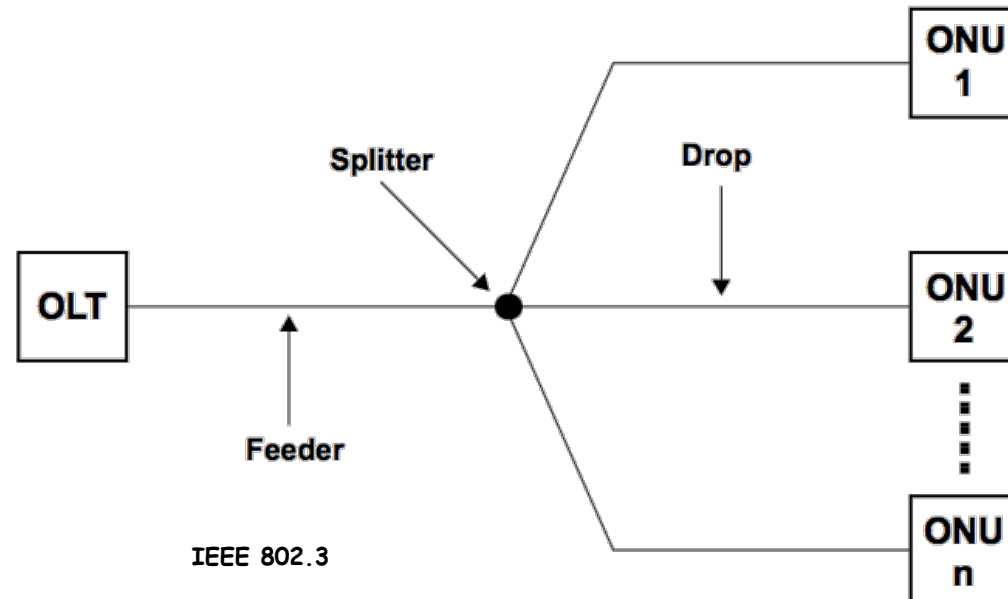 ONU
1
Splitter
Drop
OLT
ONU
2
Feeder
ONU
n
IEEE 802.3